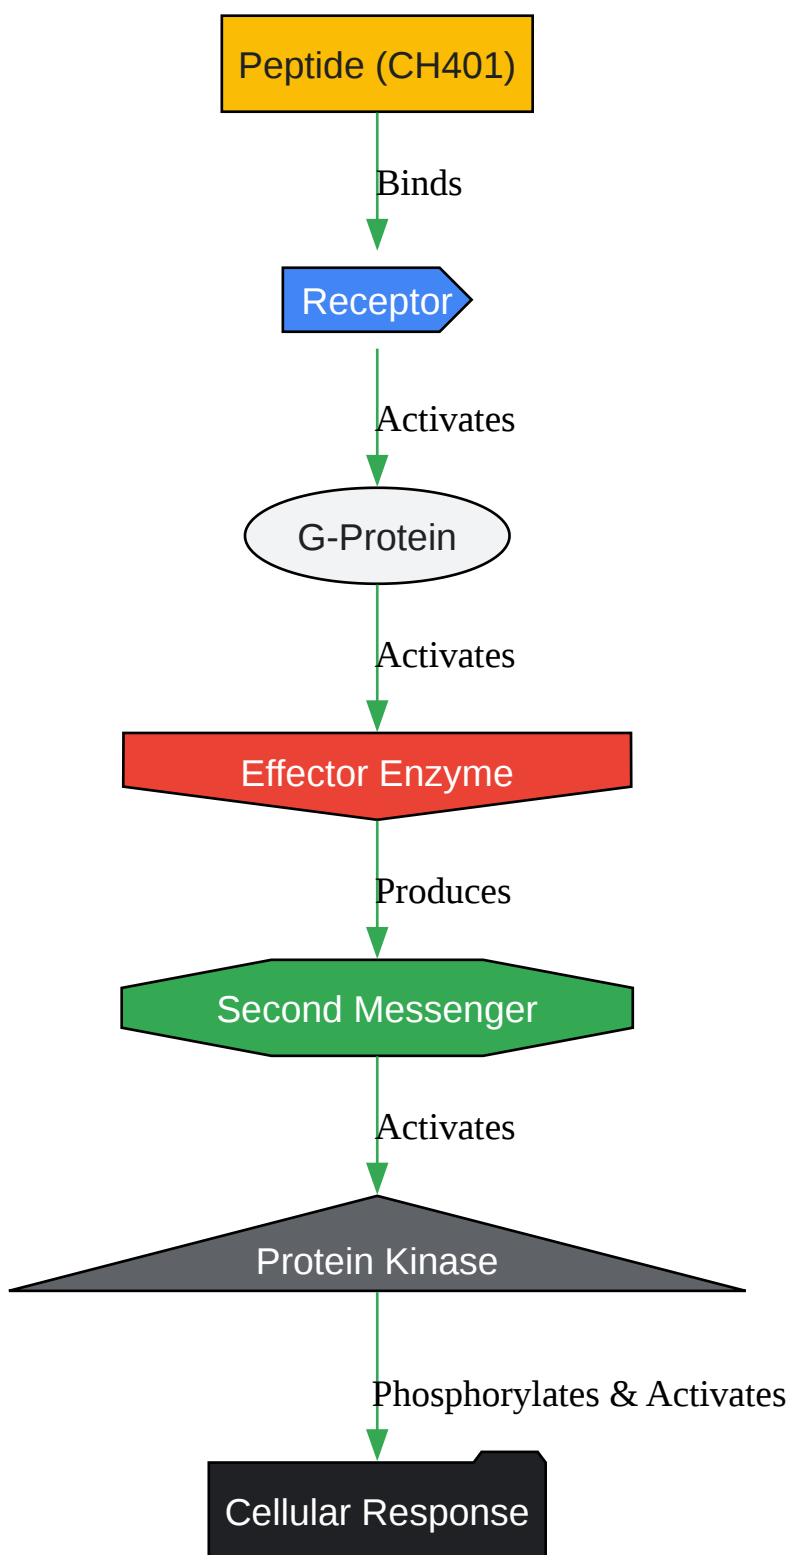 Peptide (CH401)
Binds
Receptor
Activates
G-Protein
Activates
Effector Enzyme
Produces
Second Messenger
Activates
Protein Kinase
Phosphorylates & Activates
Cellular Response